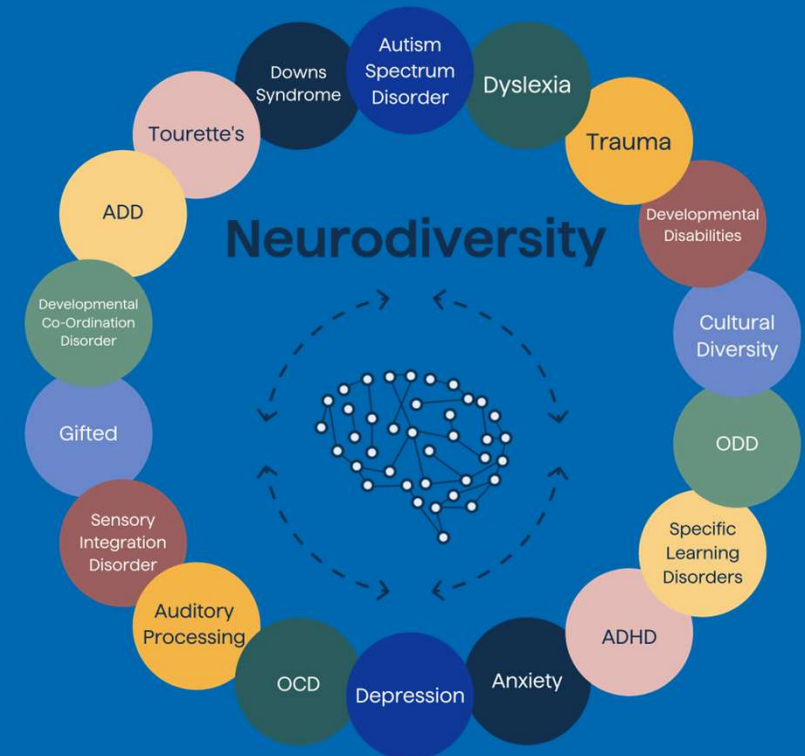 Autism
Spectrum
Disorder
Dyslexia
Trauma
Developmental
Disabilities
Cultural
Diversity
ODD
Specific
Learning
Disorders
ADHD
Anxiety
Depression
OCD
Auditory
Processing
Sensory
Integration
Disorder
Gifted
Developmental
Co-Ordination
Disorder
ADD
Tourette's
Downs
Syndrome
Neurodiversity